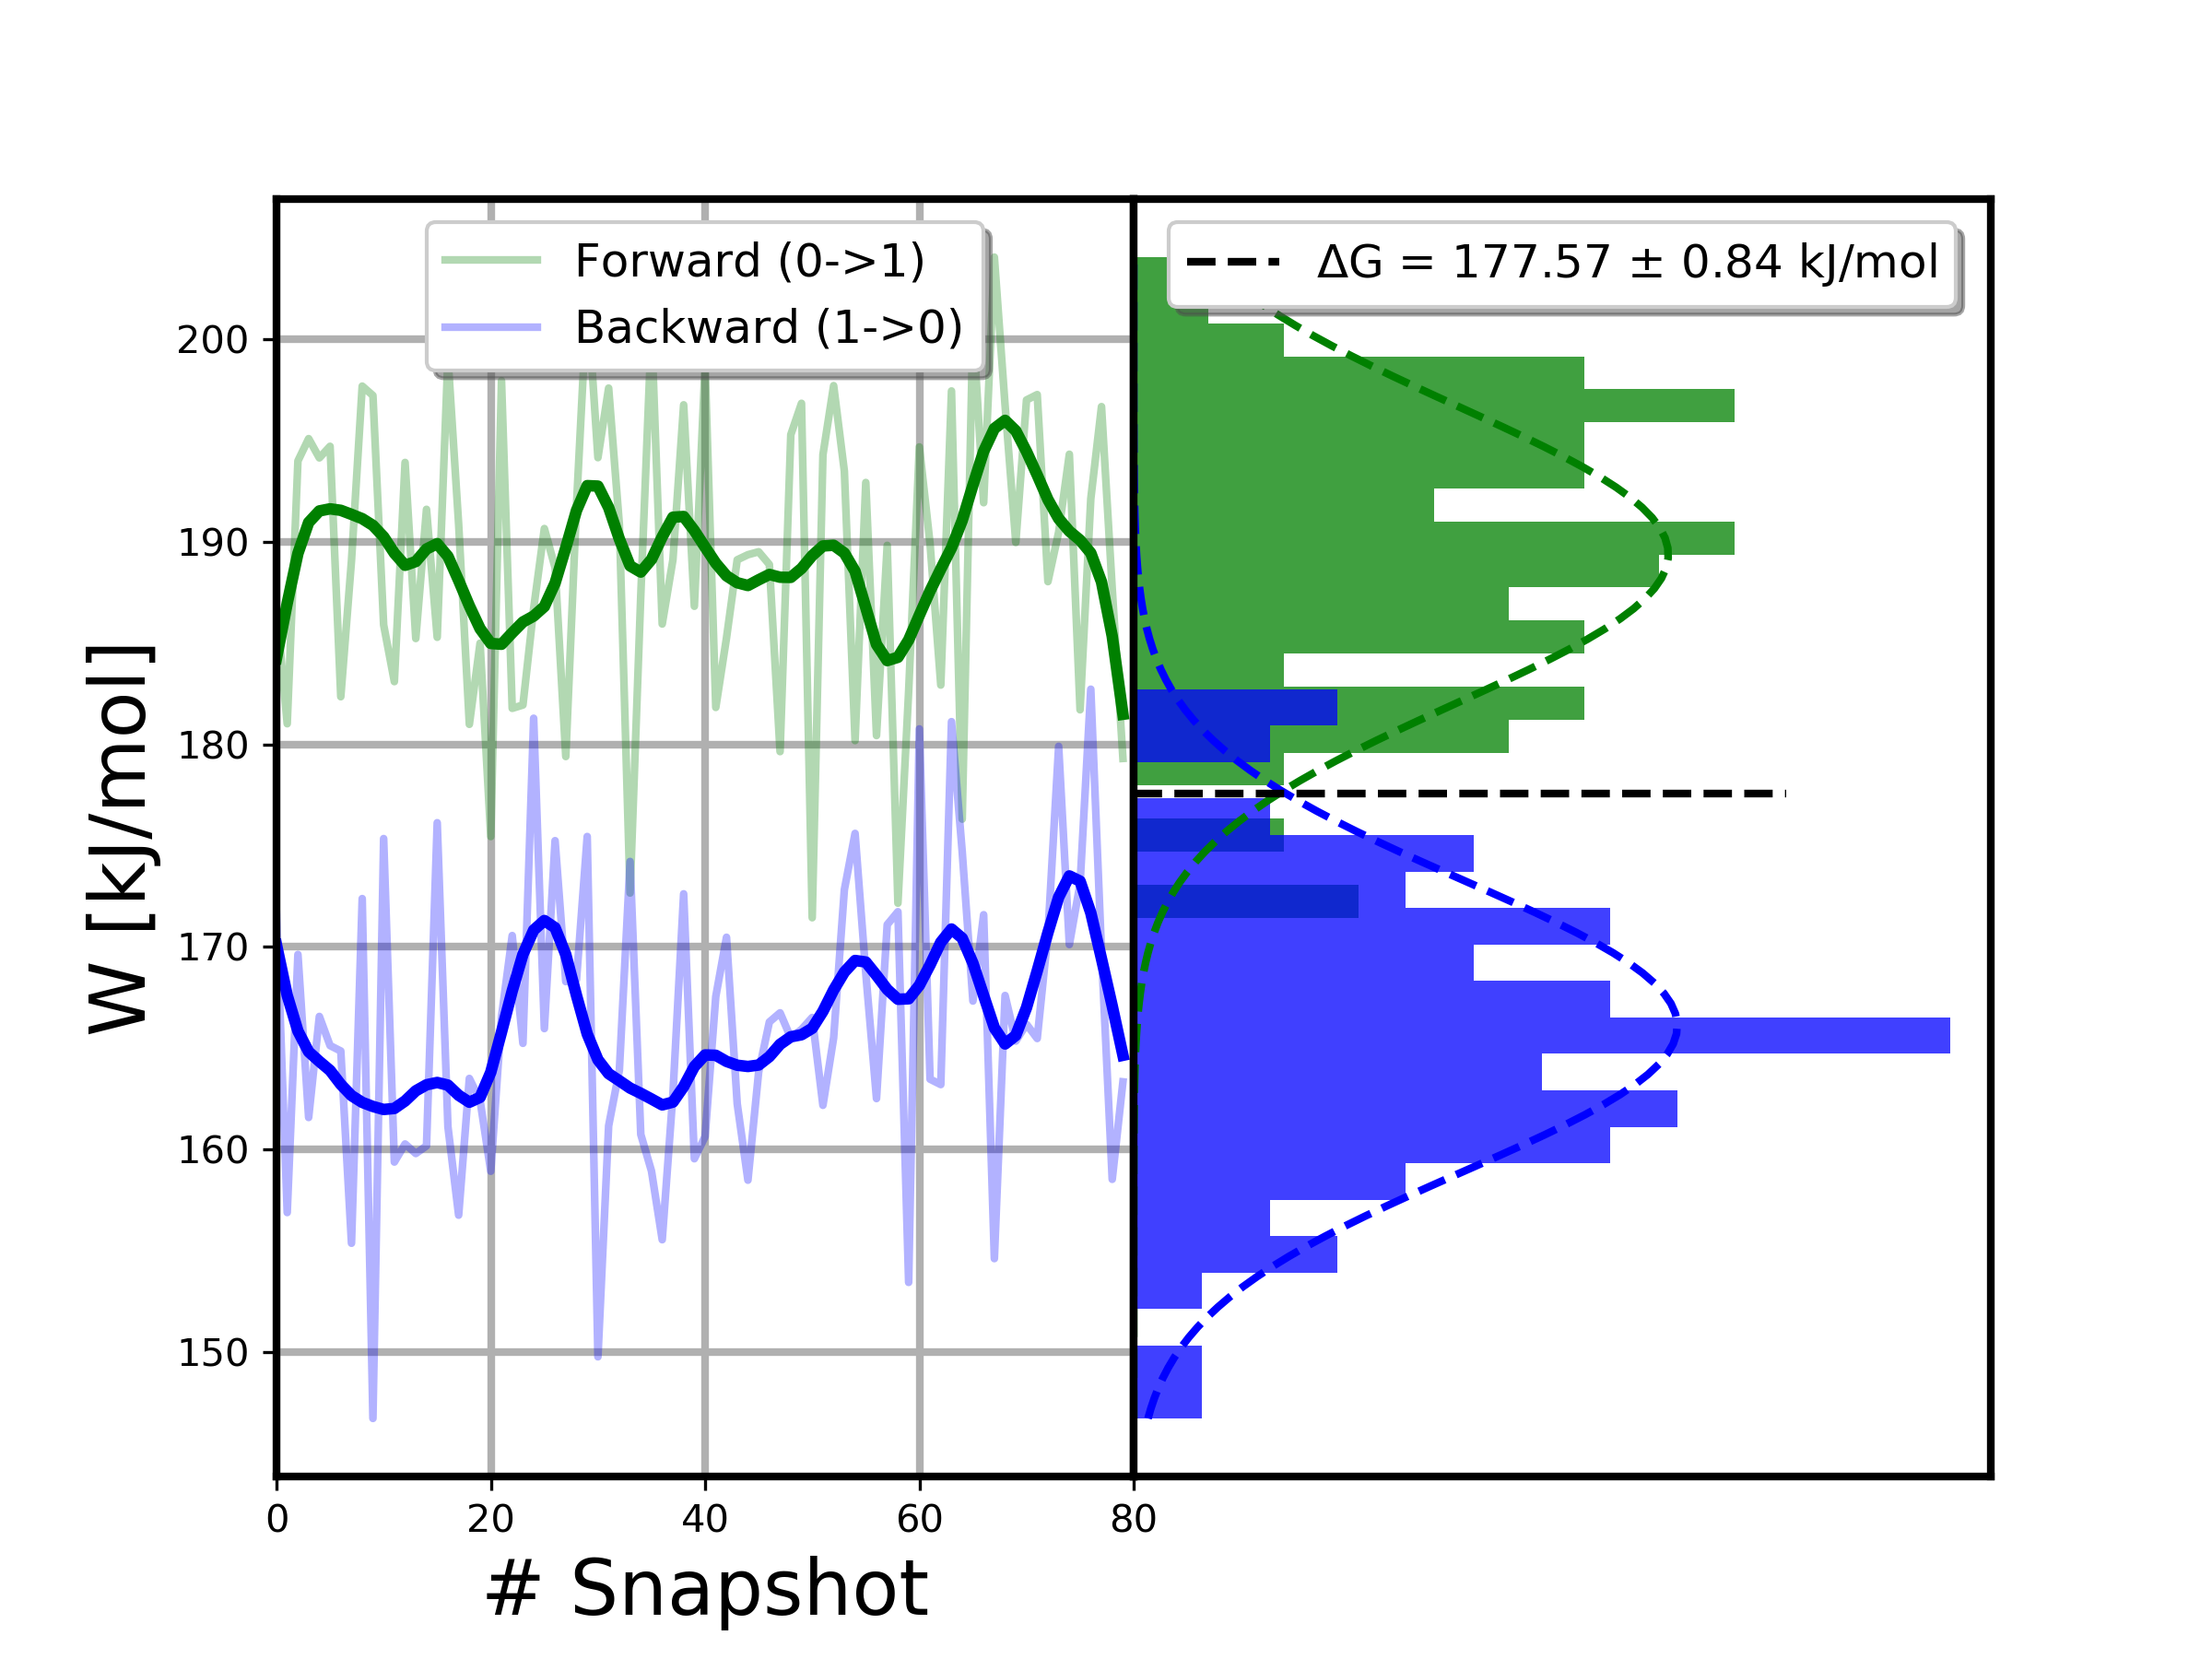 Forward (0->1)
Backward (1->0)
ΔG = 177.57 ± 0.84 kJ/mol
W [kJ/mol]
200
190
180
170
160
150
0 20 40 60 80
# Snapshot